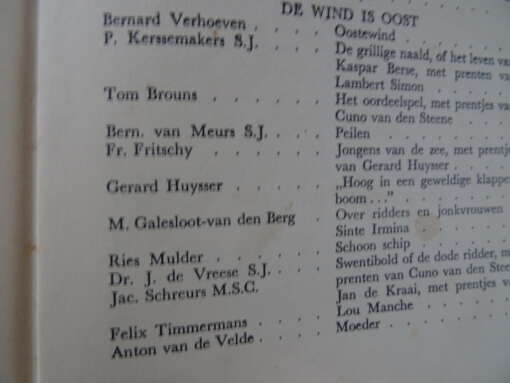 DE WIND IS OOST
Bernard Verhoeven . . . Oostewind
P. Kerssemakers S.J. . . De grillige naald, of het leven van
Kaspar Berse, met prenten van
Lambert Simon
Tom Brouns . . . . . . Het oordeelspel, met prentjes van
Cuno van den Steene
Bern. van Meurs S.J. . . Peilen
Fr. Fritschy . . . . . . Jongens van de zee, met prentjes
van Gerard Huysser
Gerard Huysser . . . . „Hoog in een geweldige klapper-
boom..."
M. Galesloot-van den Berg . Over ridders en jonkvrouwen
Sinte Irmina
Ries Mulder . . . . . . Schoon schip
Dr. J. de Vreese S.J. . . . Swentibold of de dode ridder, m
prenten van Cuno van den Stee
Jac. Schreurs M.S.C. Jan de Kraai, met prentjes va
Lou Manche
Felix Timmermans . . . . Moeder
Anton van de Velde . . .